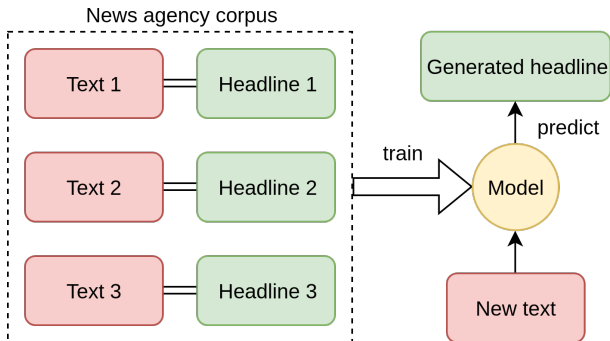 News agency corpus
Text 1
Headline 1
Text 2
Headline 2
Text 3
Headline 3
train
Generated headline
predict
Model
New text